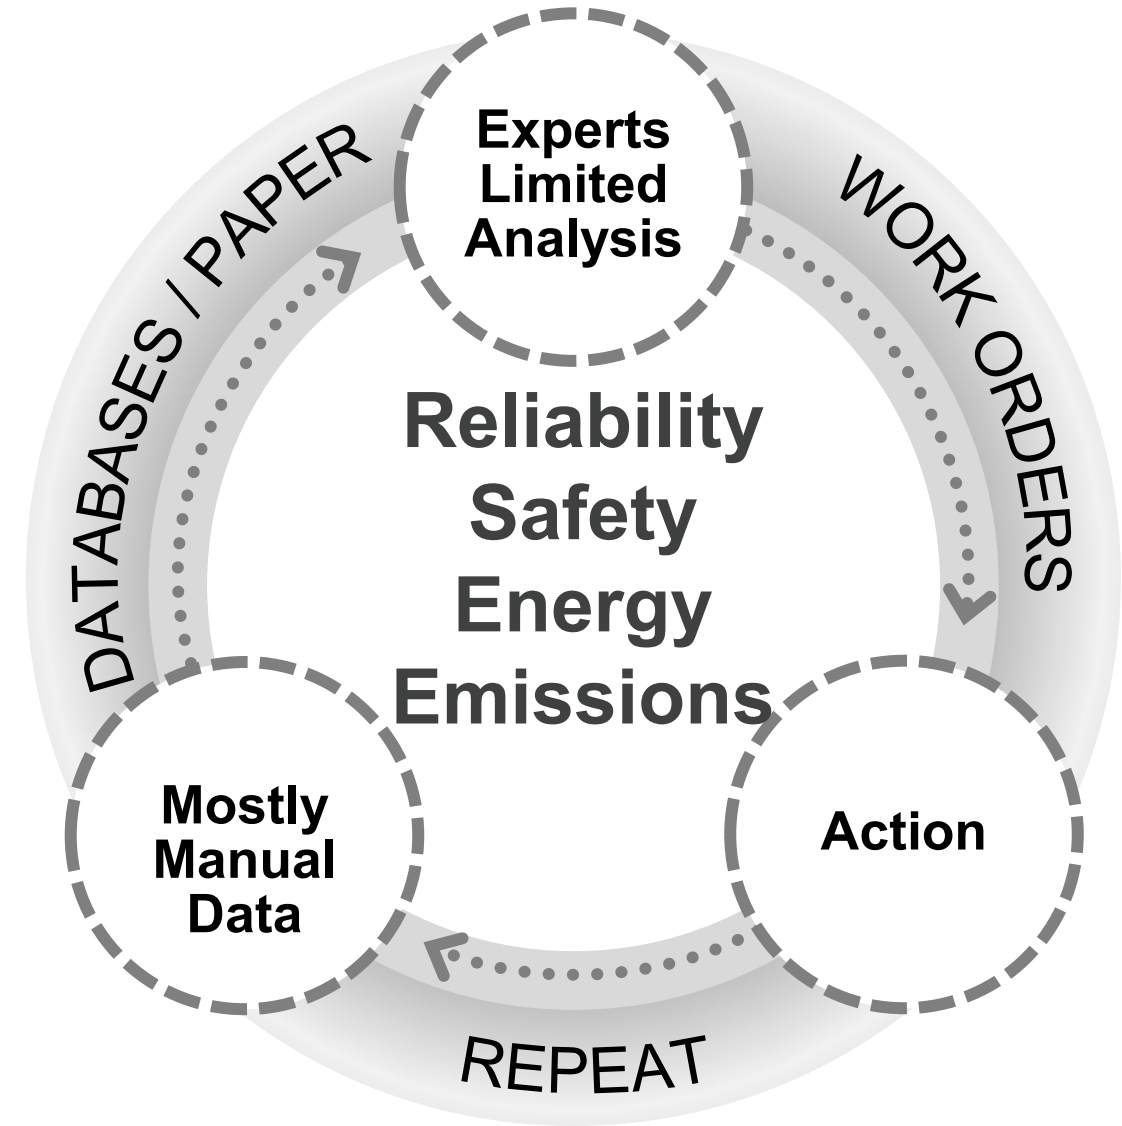 Experts
Limited
Analysis
DATABASES / PAPER
WORK ORDERS
Reliability
Safety
Energy
Emissions
Mostly
Manual
Data
Action
REPEAT